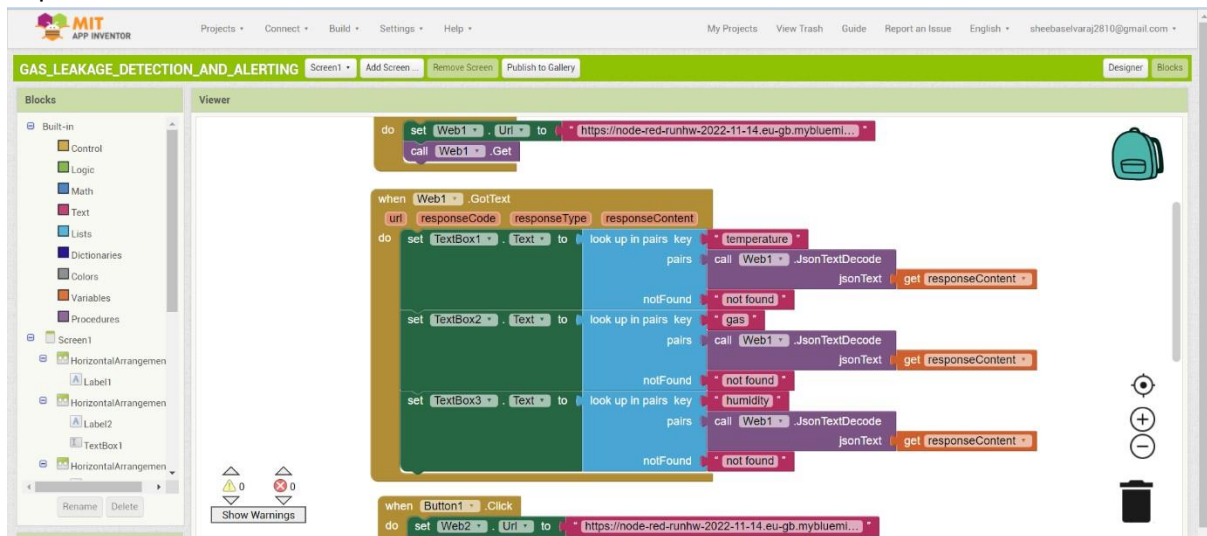 MIT
APP INVENTOR
Projects Connect Build Settings Help
My Projects View Trash Guide Report an Issue English sheebaselvaraj2810@gmail.com
GAS_LEAKAGE_DETECTION_AND_ALERTING Screen1 Add Screen ... Remove Screen Publish to Gallery Designer Blocks
Blocks
Viewer
Built-in
Control
Logic
Math
Text
Lists
Dictionaries
Colors
Variables
Procedures
Screen1
HorizontalArrangemen
Label1
HorizontalArrangemen
Label2
TextBox1
HorizontalArrangemen
Rename Delete
do set Web1 . Url to " https://node-red-runhw-2022-11-14.eu-gb.mybluemi... "
call Web1 .Get
when Web1 .GotText
url responseCode responseType responseContent
do set TextBox1 . Text to look up in pairs key " temperature "
pairs call Web1 .JsonTextDecode
jsonText get responseContent
notFound " not found "
set TextBox2 . Text to look up in pairs key " gas "
pairs call Web1 .JsonTextDecode
jsonText get responseContent
notFound " not found "
set TextBox3 . Text to look up in pairs key " humidity "
pairs call Web1 .JsonTextDecode
jsonText get responseContent
notFound " not found "
when Button1 .Click
do set Web2 . Url to " https://node-red-runhw-2022-11-14.eu-gb.mybluemi... "
0 0
Show Warnings